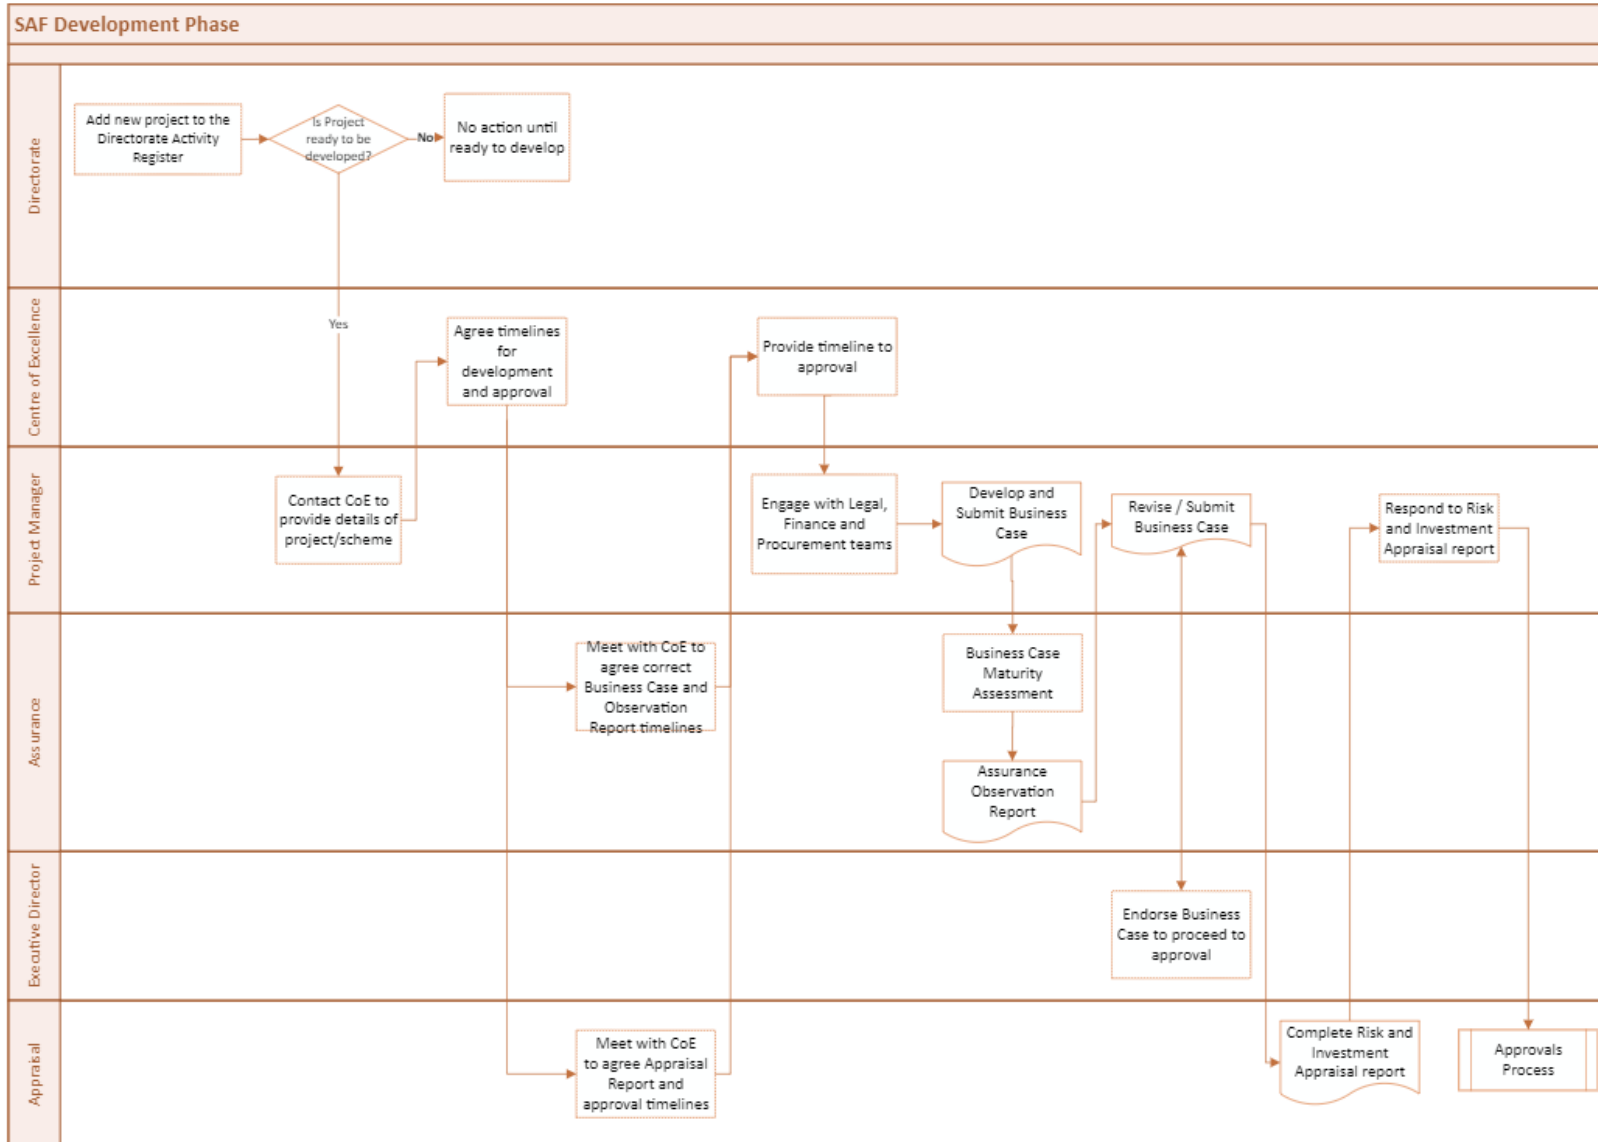 SAF Development Phase
Directorate
Add new project to the
Directorate Activity
Register
Is Project
ready to be
developed?
No
No action until
ready to develop
Centre of Excellence
Yes
Agree timelines
for
development
and approval
Provide timeline to
approval
Project Manager
Contact CoE to
provide details of
project/scheme
Engage with Legal,
Finance and
Procurement teams
Develop and
Submit Business
Case
Revise / Submit
Business Case
Respond to Risk
and Investment
Appraisal report
Assurance
Meet with CoE to
agree correct
Business Case and
Observation
Report timelines
Business Case
Maturity
Assessment
Assurance
Observation
Report
Executive Director
Endorse Business
Case to proceed to
approval
Appraisal
Meet with CoE
to agree Appraisal
Report and
approval timelines
Complete Risk and
Investment
Appraisal report
Approvals
Process